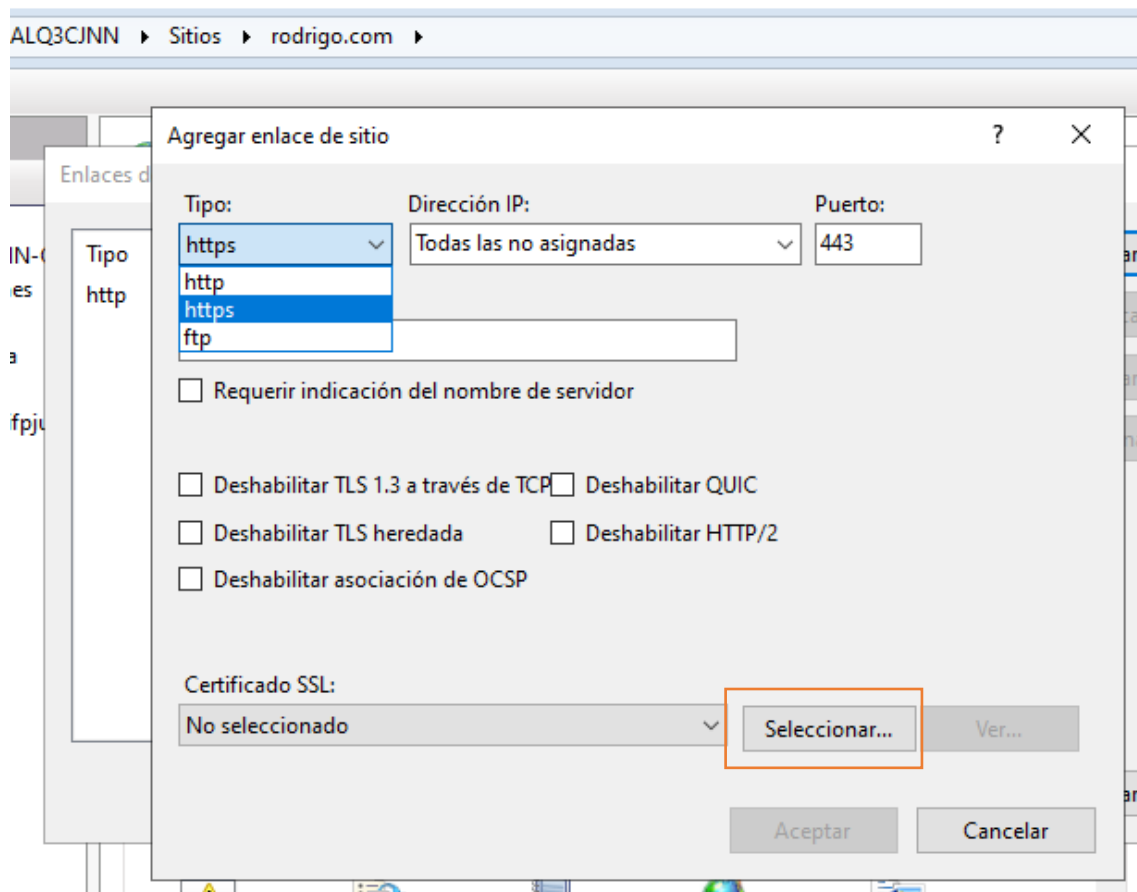 ALQ3CJNN Sitios rodrigo.com
Agregar enlace de sitio ? X
Enlaces d
Tipo: Dirección IP: Puerto:
https Todas las no asignadas 443
http
https
ftp
Tipo
http
Requerir indicación del nombre de servidor
Deshabilitar TLS 1.3 a través de TCP Deshabilitar QUIC
Deshabilitar TLS heredada Deshabilitar HTTP/2
Deshabilitar asociación de OCSP
Certificado SSL:
No seleccionado Seleccionar... Ver...
Aceptar Cancelar